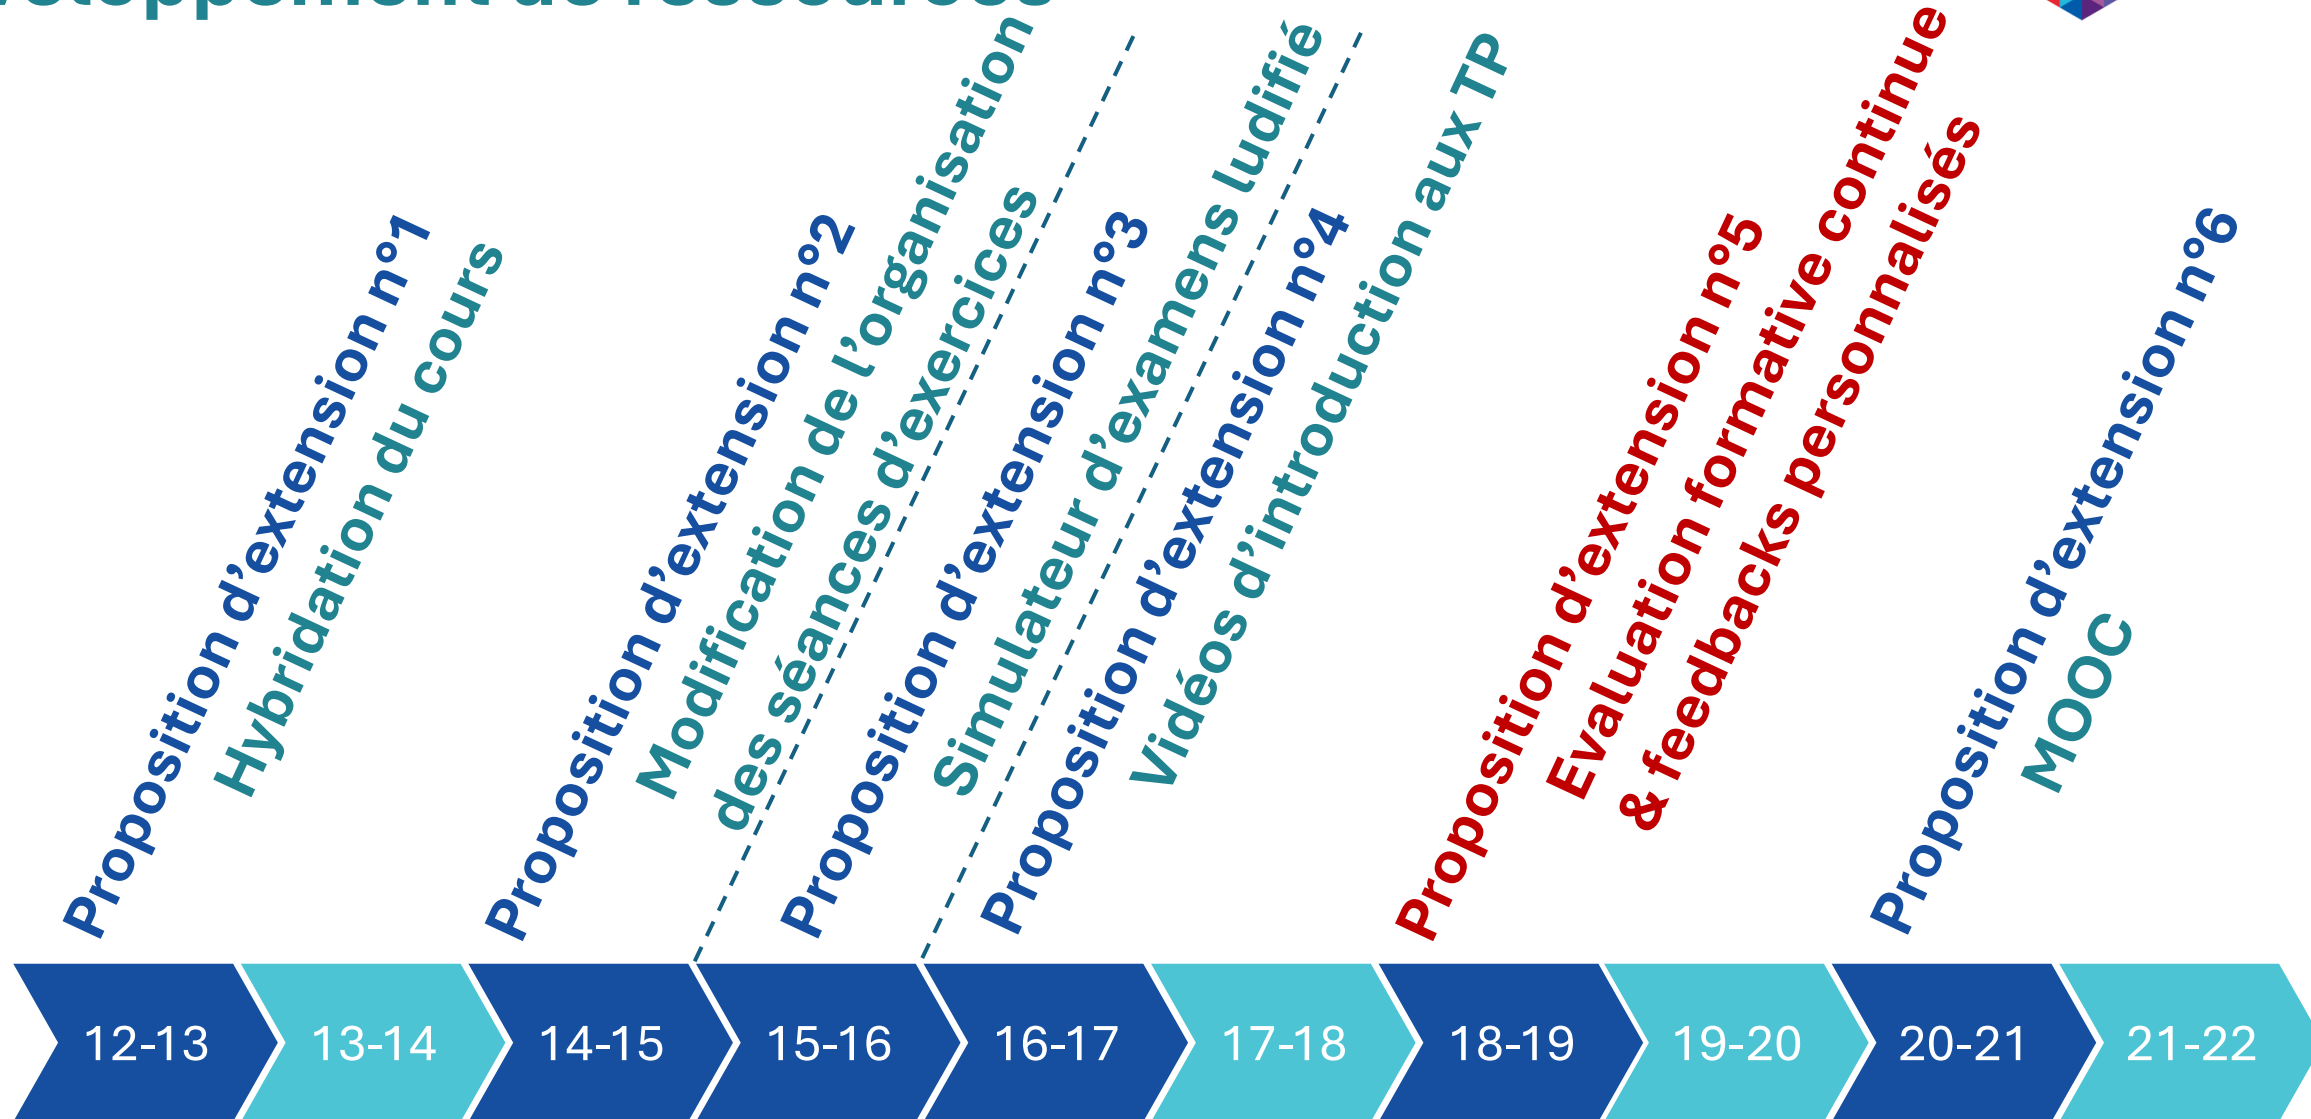 de ressources
Proposition d’extension n°1
Hybridation du cours
Proposition d’extension n°2
Modification de l’organisation
des séances d’exercices
Proposition d’extension n°3
Simulateur d’examens ludifié
Proposition d’extension n°4
Vidéos d’introduction aux TP
Proposition d’extension n°5
Evaluation formative continue
& feedbacks personnalisés
Proposition d’extension n°6
MOOC
12-13
13-14
14-15
15-16
16-17
17-18
18-19
19-20
20-21
21-22